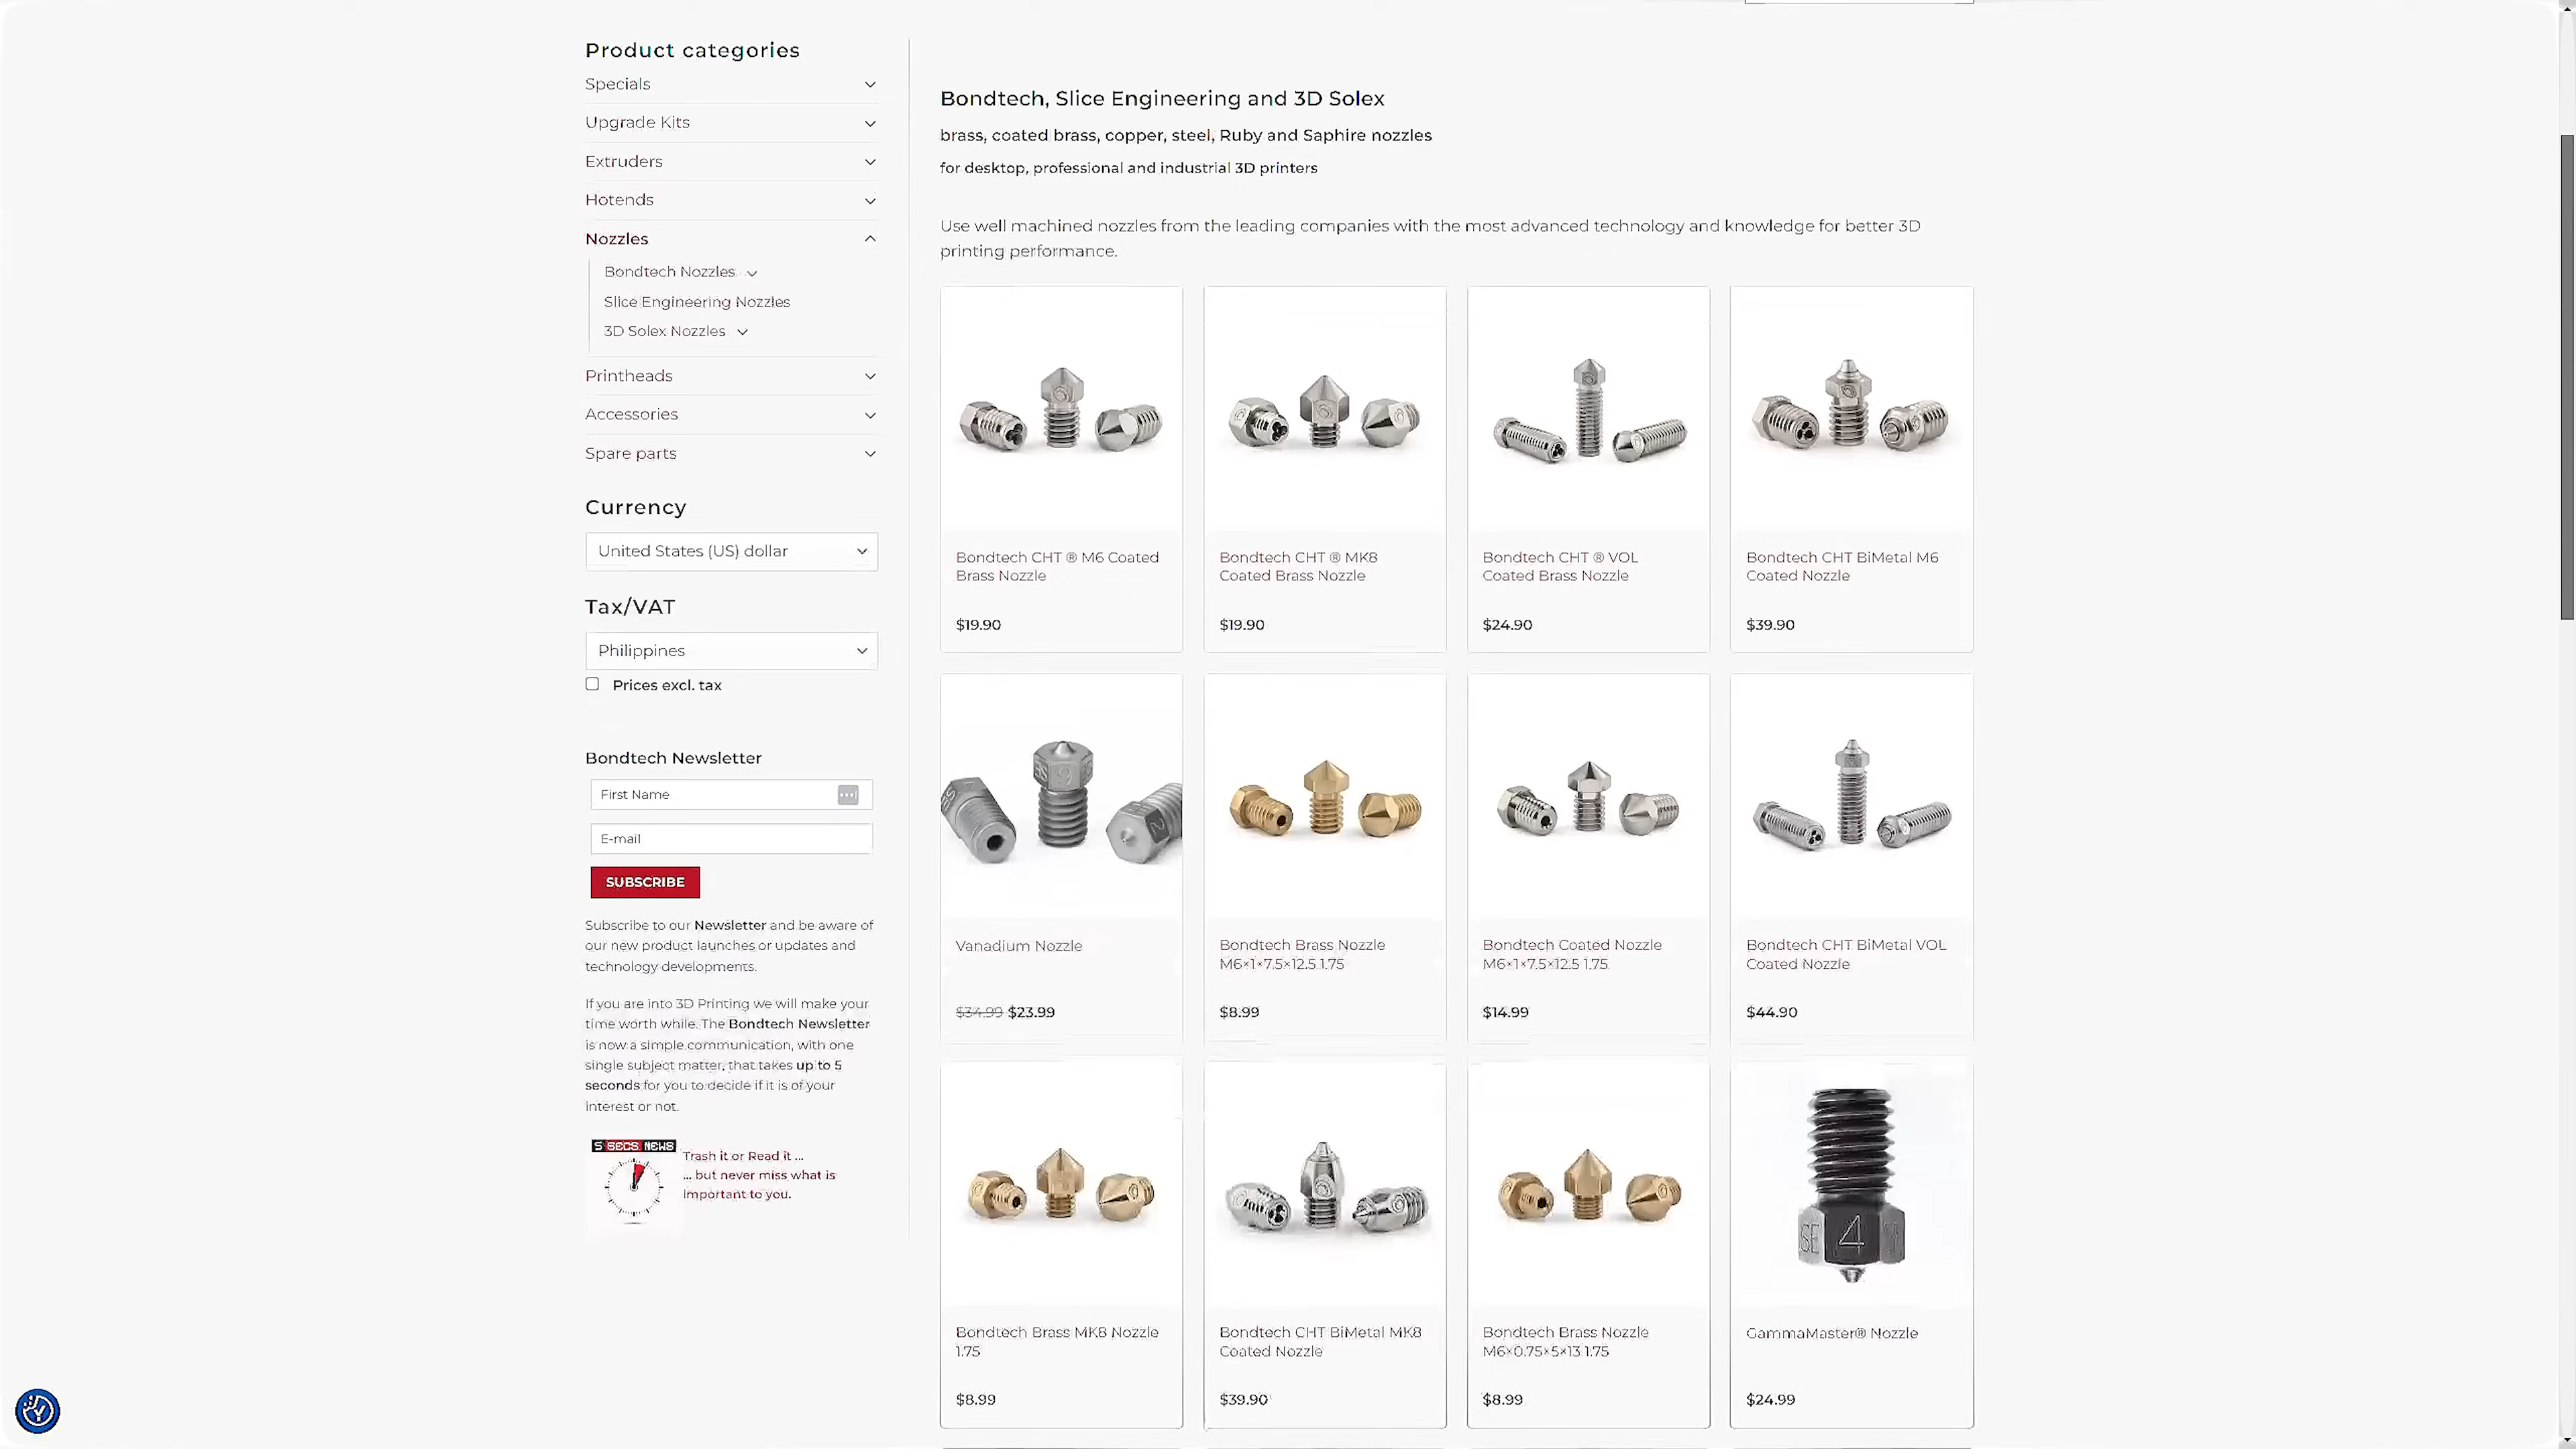 Product categories
Specials
Upgrade Kits
Extruders
Hotends
Nozzles
Bondtech Nozzles
Slice Engineering Nozzles
3D Solex Nozzles
Printheads
Accessories
Spare parts
Currency
United States (US) dollar
Tax/VAT
Philippines
Prices excl. tax
Bondtech Newsletter
First Name
E-mail
SUBSCRIBE
Subscribe to our Newsletter and be aware of
our new product launches or updates and
technology developments.
If you are into 3D Printing we will make your
time worth while. The Bondtech Newsletter
is now a simple communication, with one
single subject matter, that takes up to 5
seconds for you to decide if it is of your
interest or not.
5 SECS NEWS
Trash it or Read it ...
... but never miss what is
important to you.
Bondtech, Slice Engineering and 3D Solex
brass, coated brass, copper, steel, Ruby and Saphire nozzles
for desktop, professional and industrial 3D printers
Use well machined nozzles from the leading companies with the most advanced technology and knowledge for better 3D
printing performance.
Bondtech CHT ® M6 Coated
Brass Nozzle
$19.90
Bondtech CHT ® MK8
Coated Brass Nozzle
$19.90
Bondtech CHT ® VOL
Coated Brass Nozzle
$24.90
Bondtech CHT BiMetal M6
Coated Nozzle
$39.90
Vanadium Nozzle
$34.99 $23.99
Bondtech Brass Nozzle
M6×1×7.5×12.5 1.75
$8.99
Bondtech Coated Nozzle
M6×1×7.5×12.5 1.75
$14.99
Bondtech CHT BiMetal VOL
Coated Nozzle
$44.90
Bondtech Brass MK8 Nozzle
1.75
$8.99
Bondtech CHT BiMetal MK8
Coated Nozzle
$39.90
Bondtech Brass Nozzle
M6×0.75×5×13 1.75
$8.99
SE 4
GammaMaster® Nozzle
$24.99